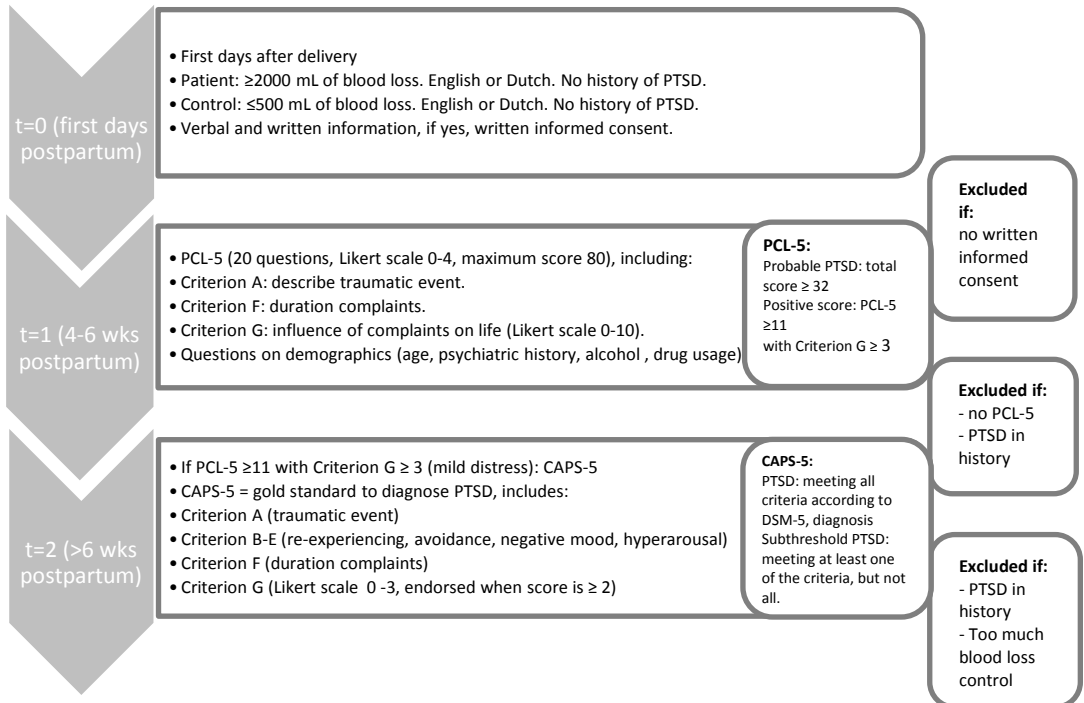 t=0 (first days
postpartum)
• First days after delivery
• Patient: ≥2000 mL of blood loss. English or Dutch. No history of PTSD.
• Control: ≤500 mL of blood loss. English or Dutch. No history of PTSD.
• Verbal and written information, if yes, written informed consent.
Excluded
if:
no written
informed
consent
t=1 (4-6 wks
postpartum)
• PCL-5 (20 questions, Likert scale 0-4, maximum score 80), including:
• Criterion A: describe traumatic event.
• Criterion F: duration complaints.
• Criterion G: influence of complaints on life (Likert scale 0-10).
• Questions on demographics (age, psychiatric history, alcohol , drug usage)
PCL-5:
Probable PTSD: total
score ≥ 32
Positive score: PCL-5
≥11
with Criterion G ≥ 3
Excluded if:
- no PCL-5
- PTSD in
history
t=2 (>6 wks
postpartum)
• If PCL-5 ≥11 with Criterion G ≥ 3 (mild distress): CAPS-5
• CAPS-5 = gold standard to diagnose PTSD, includes:
• Criterion A (traumatic event)
• Criterion B-E (re-experiencing, avoidance, negative mood, hyperarousal)
• Criterion F (duration complaints)
• Criterion G (Likert scale 0 -3, endorsed when score is ≥ 2)
CAPS-5:
PTSD: meeting all
criteria according to
DSM-5, diagnosis
Subthreshold PTSD:
meeting at least one
of the criteria, but not
all.
Excluded if:
- PTSD in
history
- Too much
blood loss
control